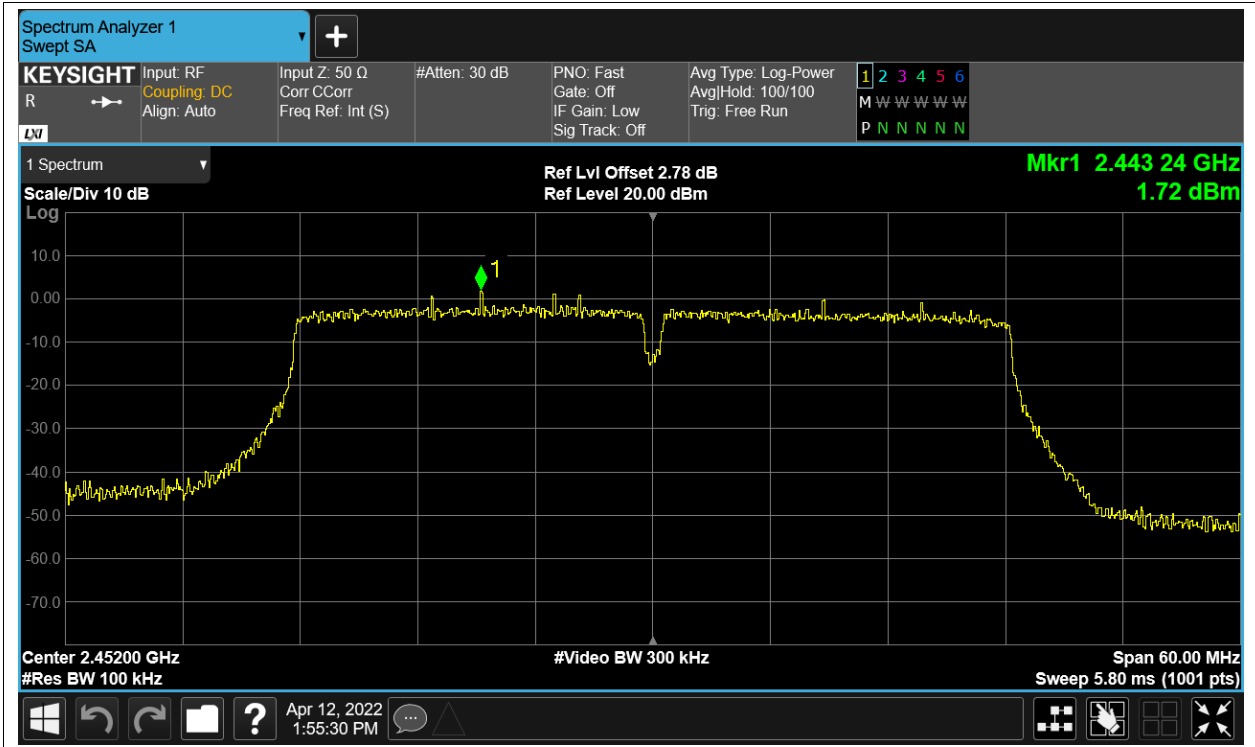 Spectrum Analyzer 1
Swept SA
KEYSIGHT
R
LXI
Input: RF
Coupling: DC
Align: Auto
Input Z: 50 Ω
Corr CCorr
Freq Ref: Int (S)
#Atten: 30 dB
PNO: Fast
Gate: Off
IF Gain: Low
Sig Track: Off
Avg Type: Log-Power
Avg|Hold: 100/100
Trig: Free Run
1 2 3 4 5 6
M W W W W W
P N N N N N
1 Spectrum
Scale/Div 10 dB
Log
Ref Lvl Offset 2.78 dB
Ref Level 20.00 dBm
Mkr1 2.443 24 GHz
1.72 dBm
1
10.0
0.00
-10.0
-20.0
-30.0
-40.0
-50.0
-60.0
-70.0
Center 2.45200 GHz
#Res BW 100 kHz
#Video BW 300 kHz
Span 60.00 MHz
Sweep 5.80 ms (1001 pts)
?
Apr 12, 2022
1:55:30 PM